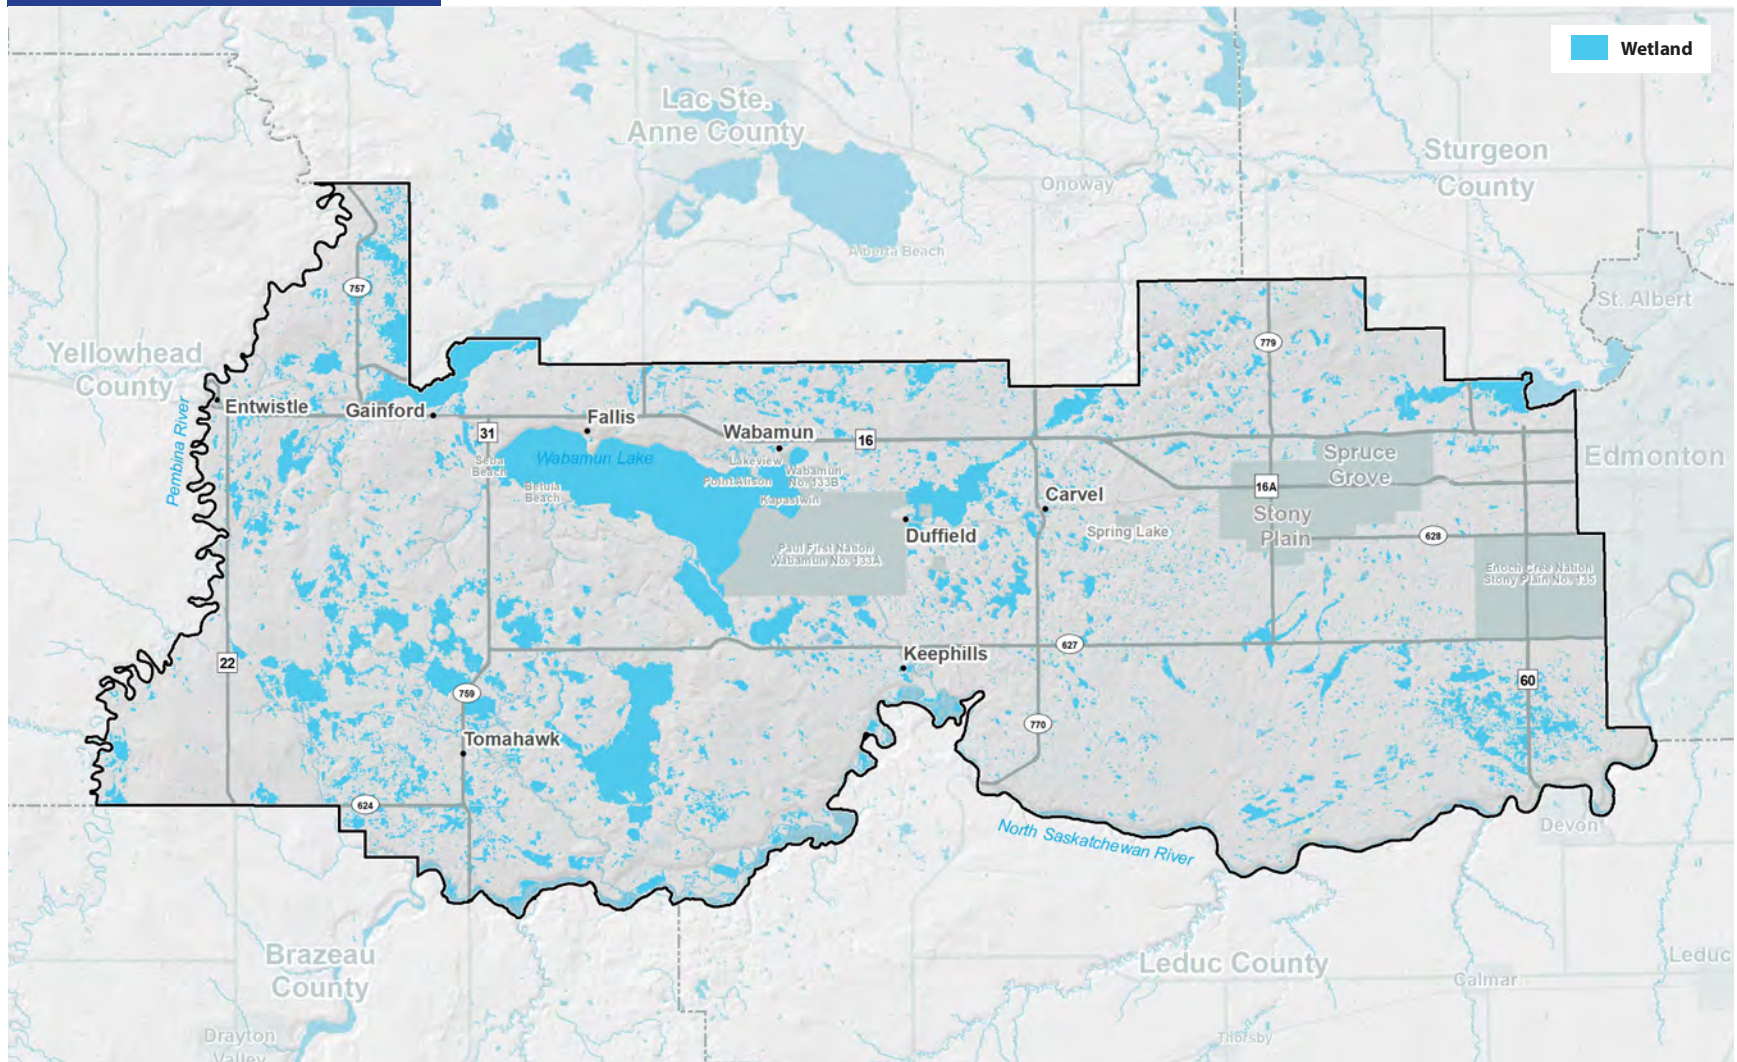 Wetland
Lac Ste.
Anne County
Sturgeon
County
Onoway
Alberta Beach
St. Albert
757
779
Yellowhead
County
Entwistle
Gainford
Fallis
31
Wabamun
16
Pembina River
Seba
Beach
Wabamun Lake
Lakeview
Wabamun
No. 133B
Point Alison
Kapasiwin
Betula
Beach
Spruce
Grove
Edmonton
16A
Carvel
Stony
Plain
Duffield
Spring Lake
628
Paul First Nation
Wabamun No. 133A
Enoch Cree Nation
Stony Plain No. 135
627
Keephills
22
60
759
770
Tomahawk
624
North Saskatchewan River
Devon
Brazeau
County
Leduc County
Leduc
Calmar
Drayton
Valley
Thorsby